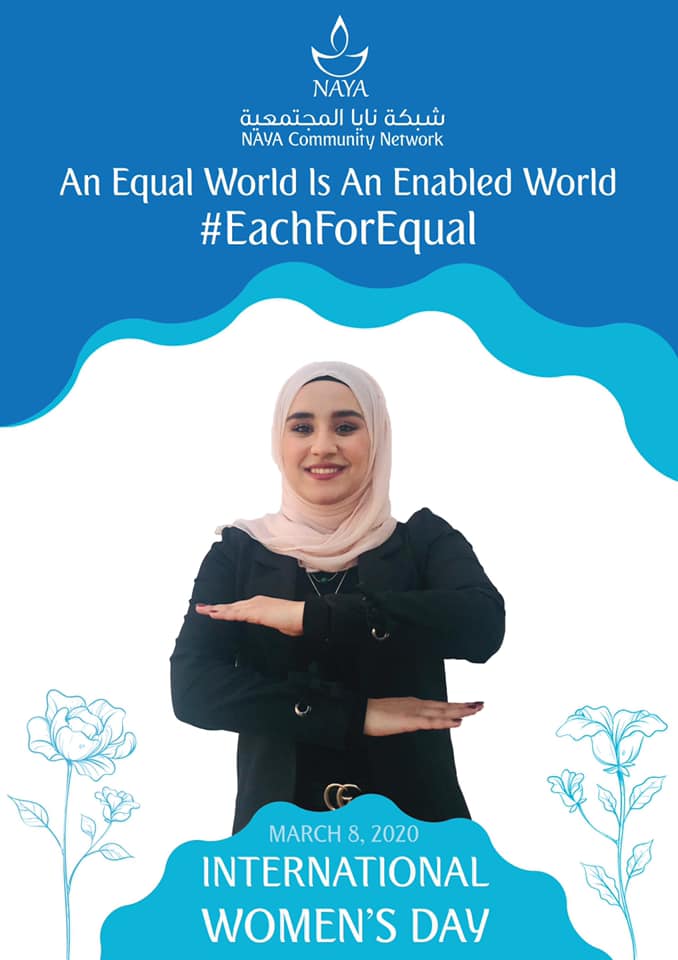 NAYA
شبكة نايا المجتمعية
NAYA Community Network
An Equal World Is An Enabled World
#EachForEqual
MARCH 8, 2020
INTERNATIONAL
WOMEN'S DAY